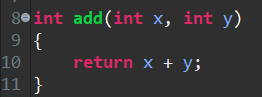 8 int add(int x, int y)
9 {
10     return x + y;
11 }